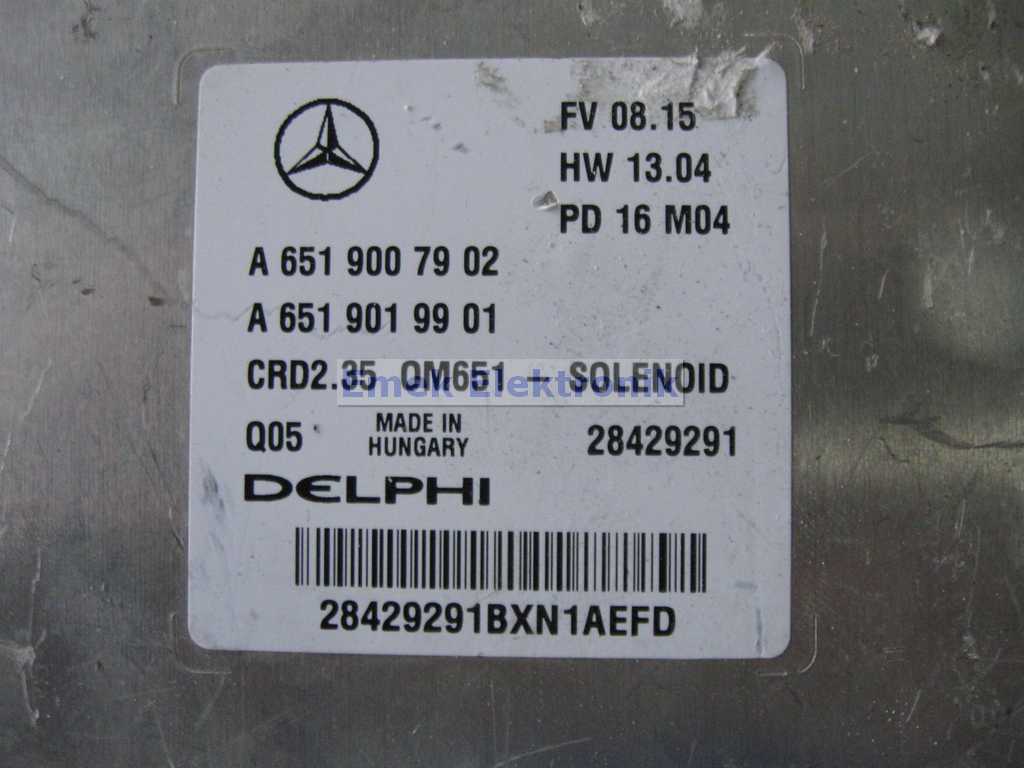 FV 08.15
HW 13.04
PD 16 M04
A 651 900 79 02
A 651 901 99 01
CRD2.35 OM651 - SOLENOID
Emek Elektronik
Q05 MADE IN HUNGARY 28429291
DELPHI
28429291BXN1AEFD